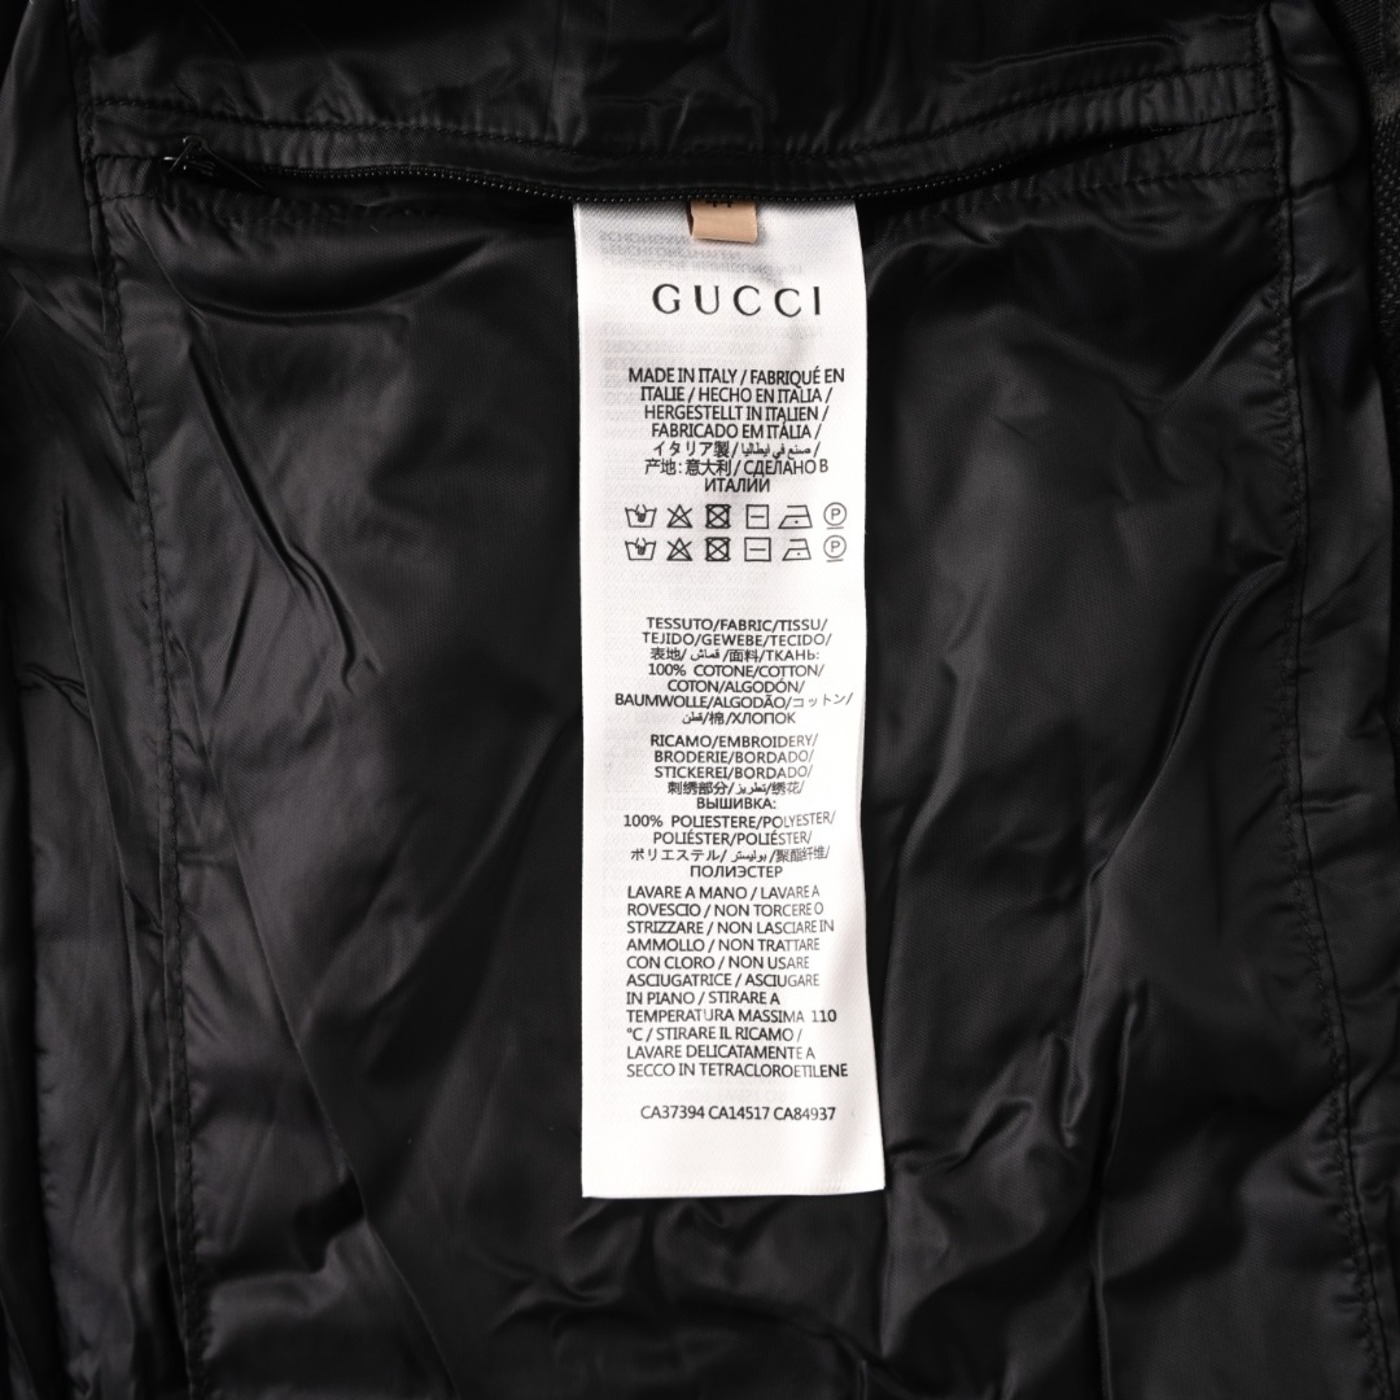 GUCCI
MADE IN ITALY / FABRIQUÉ EN
ITALIE / HECHO EN ITALIA /
HERGESTELLT IN ITALIEN /
FABRICADO EM ITÁLIA /
イタリア製 / صنع في ايطاليا /
产地: 意大利 / СДЕЛАНО В
ИТАЛИИ
TESSUTO/FABRIC/TISSU/
TEJIDO/GEWEBE/TECIDO/
表地/ قماش /面料/ТКАНЬ:
100% COTONE/COTTON/
COTON/ALGODÓN/
BAUMWOLLE/ALGODÃO/コットン/
قطن/棉/ХЛОПОК
RICAMO/EMBROIDERY/
BRODERIE/BORDADO/
STICKEREI/BORDADO/
刺绣部分/تطريز/绣花/
ВЫШИВКА:
100% POLIESTERE/POLYESTER/
POLIÉSTER/POLIÉSTER/
ポリエステル/ بوليستر /聚酯纤维/
ПОЛИЭСТЕР
LAVARE A MANO / LAVARE A
ROVESCIO / NON TORCERE O
STRIZZARE / NON LASCIARE IN
AMMOLLO / NON TRATTARE
CON CLORO / NON USARE
ASCIUGATRICE / ASCIUGARE
IN PIANO / STIRARE A
TEMPERATURA MASSIMA 110
°C / STIRARE IL RICAMO /
LAVARE DELICATAMENTE A
SECCO IN TETRACLOROETILENE
CA37394 CA14517 CA84937